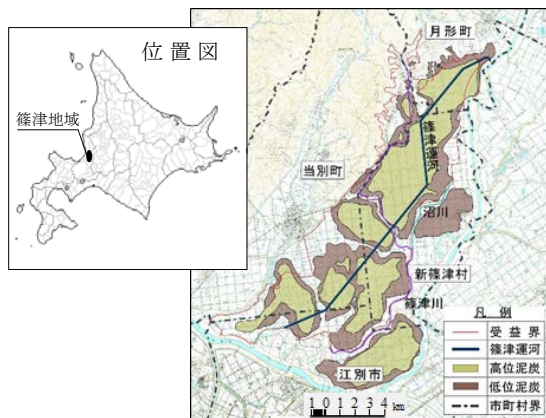 位置図
篠津地域
月形町
篠津運河
当別町
沼川
新篠津村
篠津川
江別市
凡例
受益界
篠津運河
高位泥炭
低位泥炭
市町村界
1 0 1 2 3 4 km